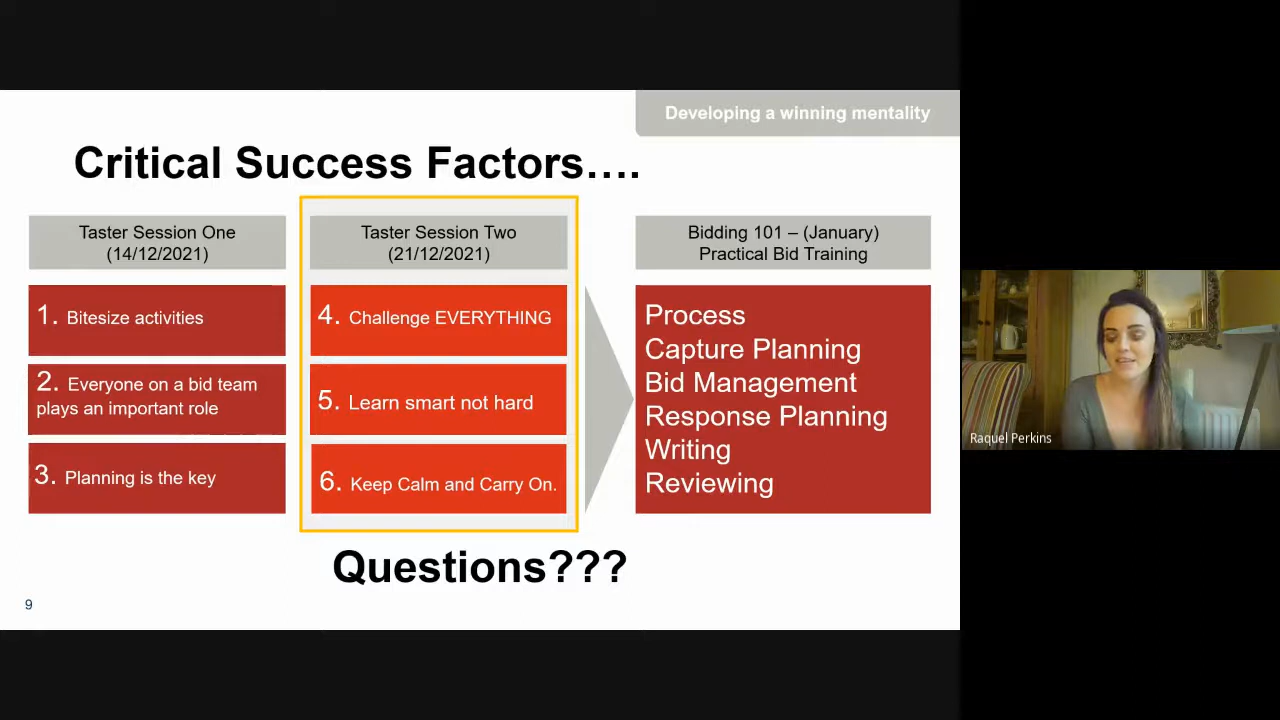 Developing a winning mentality
Critical Success Factors….
Taster Session One
(14/12/2021)
1. Bitesize activities
2. Everyone on a bid team
plays an important role
3. Planning is the key
Taster Session Two
(21/12/2021)
4. Challenge EVERYTHING
5. Learn smart not hard
6. Keep Calm and Carry On.
Bidding 101 – (January)
Practical Bid Training
Process
Capture Planning
Bid Management
Response Planning
Writing
Reviewing
Questions???
9
Raquel Perkins